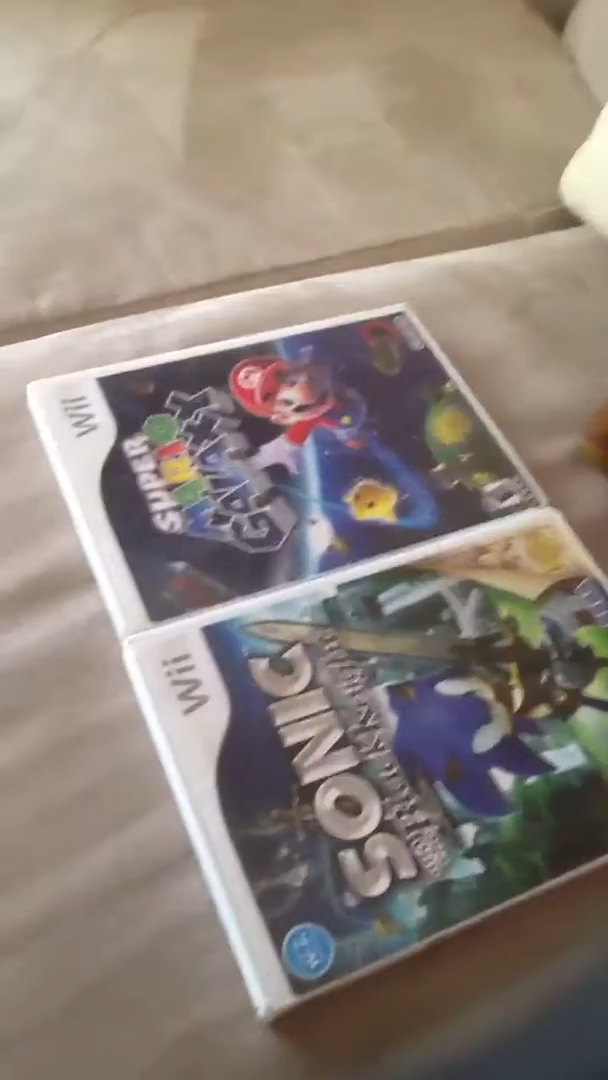 Wii
SUPER
MARIO
GALAXY
Wii
SONIC
AND THE
BLACK KNIGHT